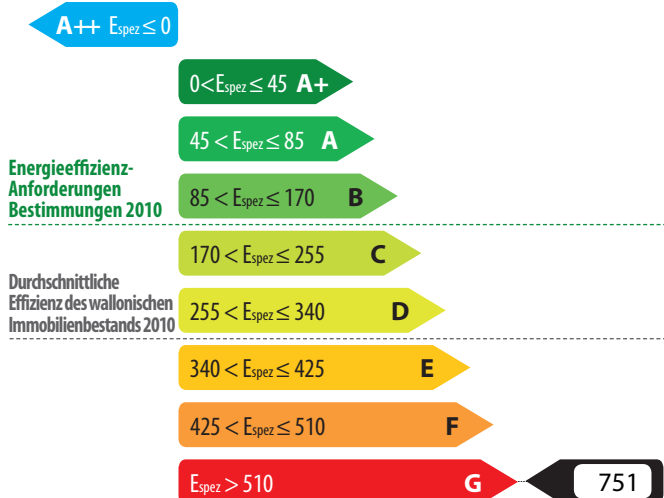 A++ Espez ≤ 0
0<Espez ≤ 45 A+
45 < Espez ≤ 85 A
Energieeffizienz-
Anforderungen
Bestimmungen 2010
85 < Espez ≤ 170 B
170 < Espez ≤ 255 C
Durchschnittliche
Effizienz des wallonischen
Immobilienbestands 2010
255 < Espez ≤ 340 D
340 < Espez ≤ 425 E
425 < Espez ≤ 510 F
Espez > 510 G 751